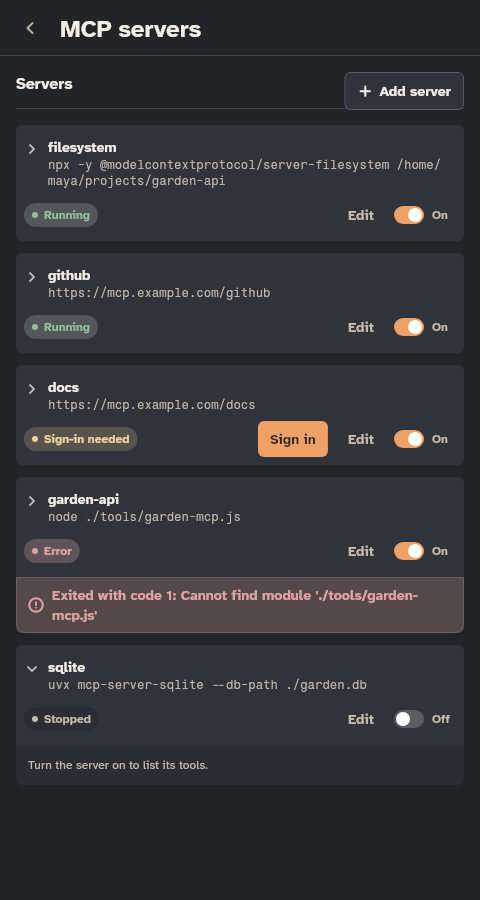 MCP servers
Servers
Add server
filesystem
npx -y @modelcontextprotocol/server-filesystem /home/
maya/projects/garden-api
Running
Edit
On
github
https://mcp.example.com/github
Running
Edit
On
docs
https://mcp.example.com/docs
Sign-in needed
Sign in
Edit
On
garden-api
node ./tools/garden-mcp.js
Error
Edit
On
Exited with code 1: Cannot find module './tools/garden-
mcp.js'
sqlite
uvx mcp-server-sqlite --db-path ./garden.db
Stopped
Edit
Off
Turn the server on to list its tools.